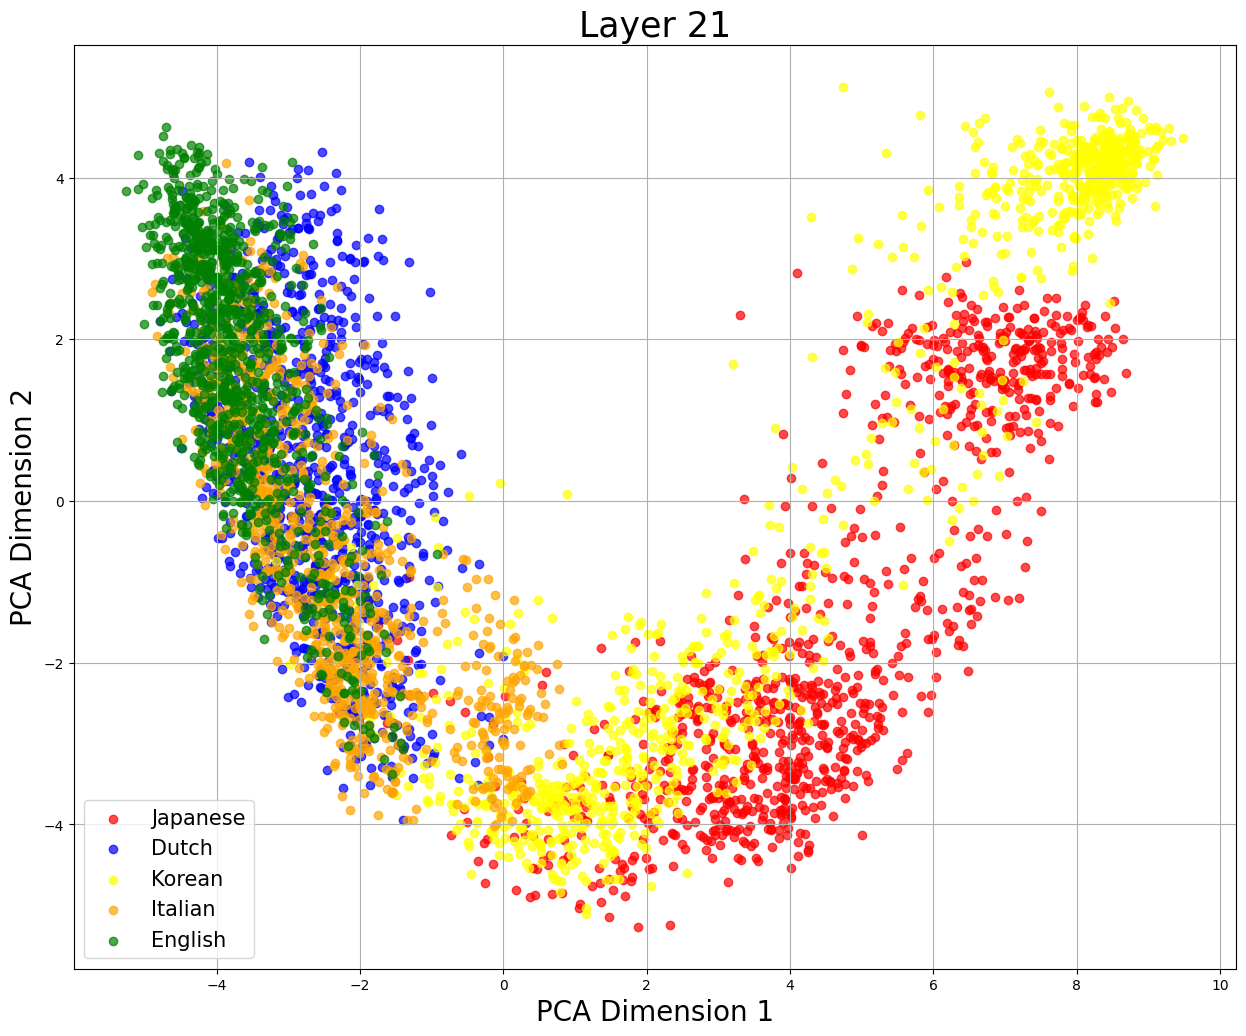 Layer 21
PCA Dimension 2
4
2
0
−2
−4
Japanese
Dutch
Korean
Italian
English
−4 −2 0 2 4 6 8 10
PCA Dimension 1